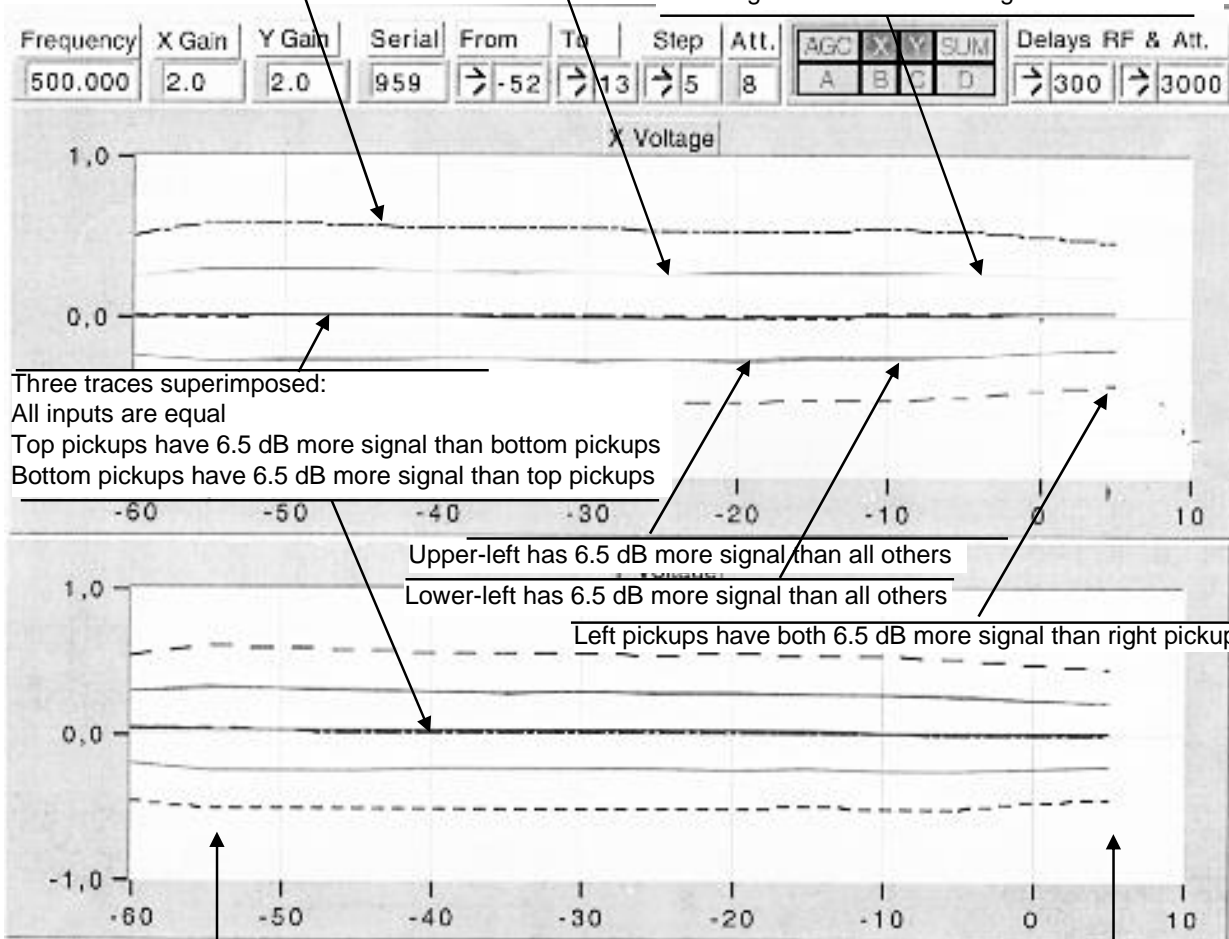 Frequency X Gain Y Gain Serial From To Step Att. AGC X Y SUM Delays RF & Att.
500.000 2.0 2.0 959 -52 13 5 8 A B C D 300 3000
X Voltage
1,0
0,0
Three traces superimposed:
All inputs are equal
Top pickups have 6.5 dB more signal than bottom pickups
Bottom pickups have 6.5 dB more signal than top pickups
-60 -50 -40 -30 -20 -10 0 10
Upper-left has 6.5 dB more signal than all others
Voltage
1,0
Lower-left has 6.5 dB more signal than all others
Left pickups have both 6.5 dB more signal than right pickup
0,0
-1,0
-60 -50 -40 -30 -20 -10 0 10